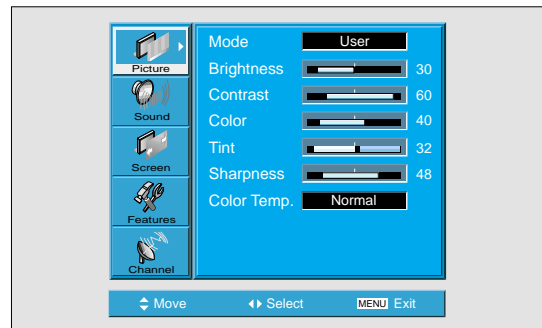 Picture
Sound
Screen
Features
Channel
Mode User
Brightness 30
Contrast 60
Color 40
Tint 32
Sharpness 48
Color Temp. Normal
Move Select MENU Exit